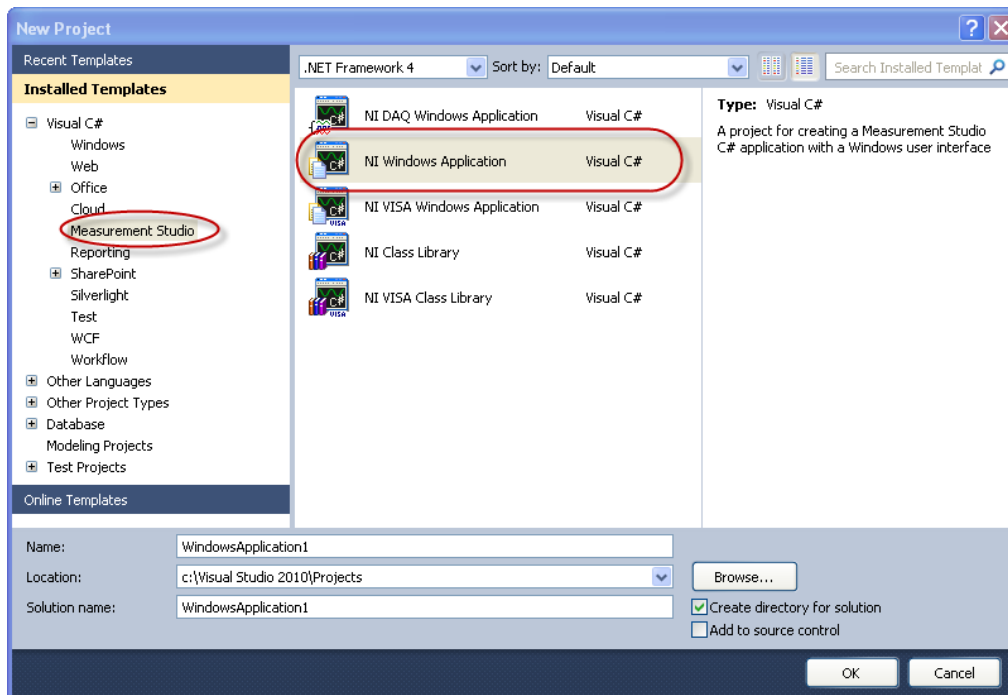 New Project
Recent Templates
Installed Templates
Visual C#
Windows
Web
Office
Cloud
Measurement Studio
Reporting
SharePoint
Silverlight
Test
WCF
Workflow
Other Languages
Other Project Types
Database
Modeling Projects
Test Projects
Online Templates
.NET Framework 4 Sort by: Default Search Installed Templat
NI DAQ Windows Application Visual C#
NI Windows Application Visual C#
NI VISA Windows Application Visual C#
NI Class Library Visual C#
NI VISA Class Library Visual C#
Type: Visual C#
A project for creating a Measurement Studio
C# application with a Windows user interface
Name: WindowsApplication1
Location: c:\Visual Studio 2010\Projects Browse...
Solution name: WindowsApplication1
Create directory for solution
Add to source control
OK Cancel